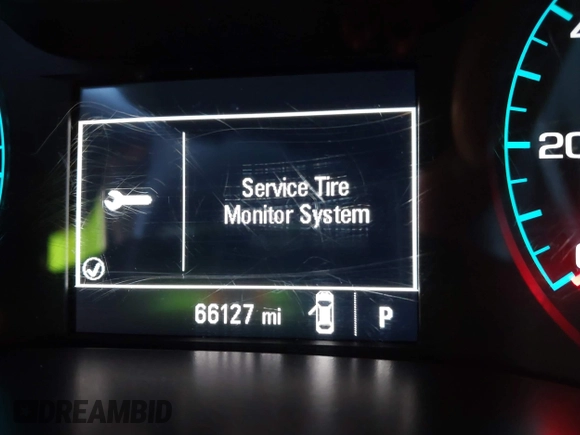 Service Tire
Monitor System
66127 mi
P
20
DREAMBID